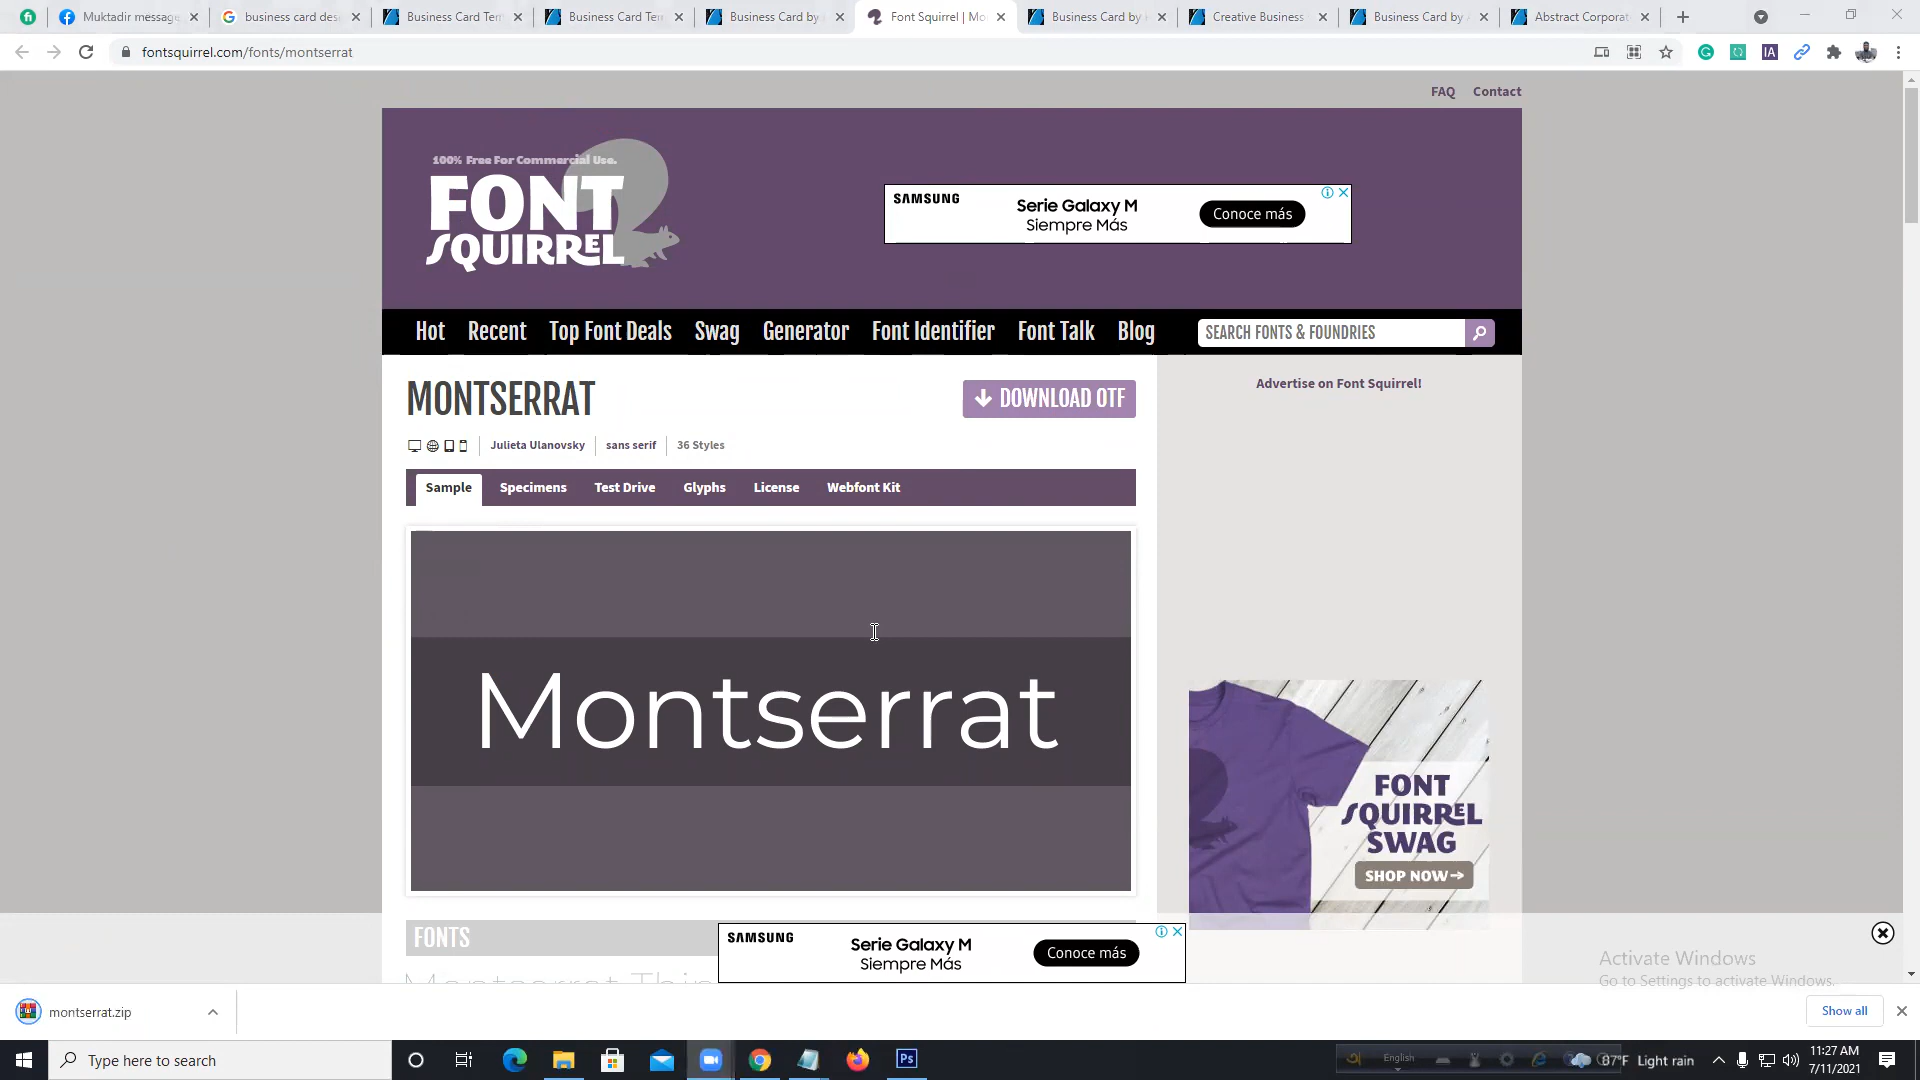 Muktadir message
business card des
Business Card Tem
Business Card Tem
Business Card by
Font Squirrel | Mo
Business Card by
Creative Business
Business Card by
Abstract Corporat
fontsquirrel.com/fonts/montserrat
FAQ Contact
100% Free For Commercial Use.
FONT
SQUIRREL
SAMSUNG
Serie Galaxy M
Siempre Más
Conoce más
Hot Recent Top Font Deals Swag Generator Font Identifier Font Talk Blog
SEARCH FONTS & FOUNDRIES
MONTSERRAT
DOWNLOAD OTF
Advertise on Font Squirrel!
Julieta Ulanovsky sans serif 36 Styles
Sample Specimens Test Drive Glyphs License Webfont Kit
Montserrat
FONT
SQUIRREL
SWAG
SHOP NOW
FONTS
SAMSUNG
Serie Galaxy M
Siempre Más
Conoce más
Montserrat Thin
Activate Windows
Go to Settings to activate Windows.
montserrat.zip
Show all
Type here to search
Ps
English
87°F Light rain
11:27 AM
7/11/2021